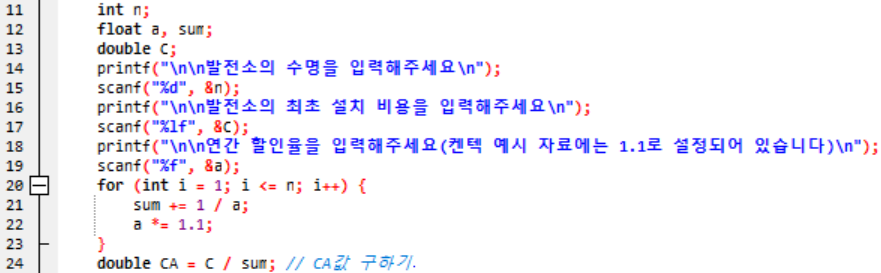 11 int n;
12 float a, sum;
13 double C;
14 printf("\n\n발전소의 수명을 입력해주세요\n");
15 scanf("%d", &n);
16 printf("\n\n발전소의 최초 설치 비용을 입력해주세요\n");
17 scanf("%lf", &C);
18 printf("\n\n연간 할인율을 입력해주세요(켄텍 예시 자료에는 1.1로 설정되어 있습니다)\n");
19 scanf("%f", &a);
20 for (int i = 1; i <= n; i++) {
21 sum += 1 / a;
22 a *= 1.1;
23 }
24 double CA = C / sum; // CA값 구하기.